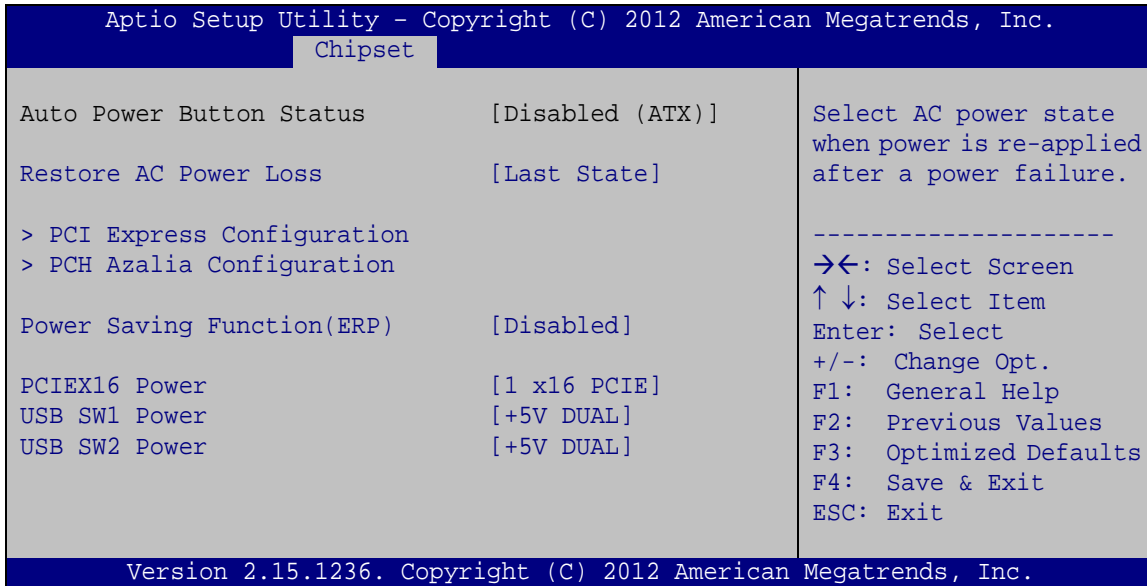 Aptio Setup Utility – Copyright (C) 2012 American Megatrends, Inc.
Chipset
Auto Power Button Status [Disabled (ATX)]
Restore AC Power Loss [Last State]
> PCI Express Configuration
> PCH Azalia Configuration
Power Saving Function(ERP) [Disabled]
PCIEX16 Power [1 x16 PCIE]
USB SW1 Power [+5V DUAL]
USB SW2 Power [+5V DUAL]
Select AC power state
when power is re-applied
after a power failure.
---------------------
→←: Select Screen
↑ ↓: Select Item
Enter: Select
+/-: Change Opt.
F1: General Help
F2: Previous Values
F3: Optimized Defaults
F4: Save & Exit
ESC: Exit
Version 2.15.1236. Copyright (C) 2012 American Megatrends, Inc.